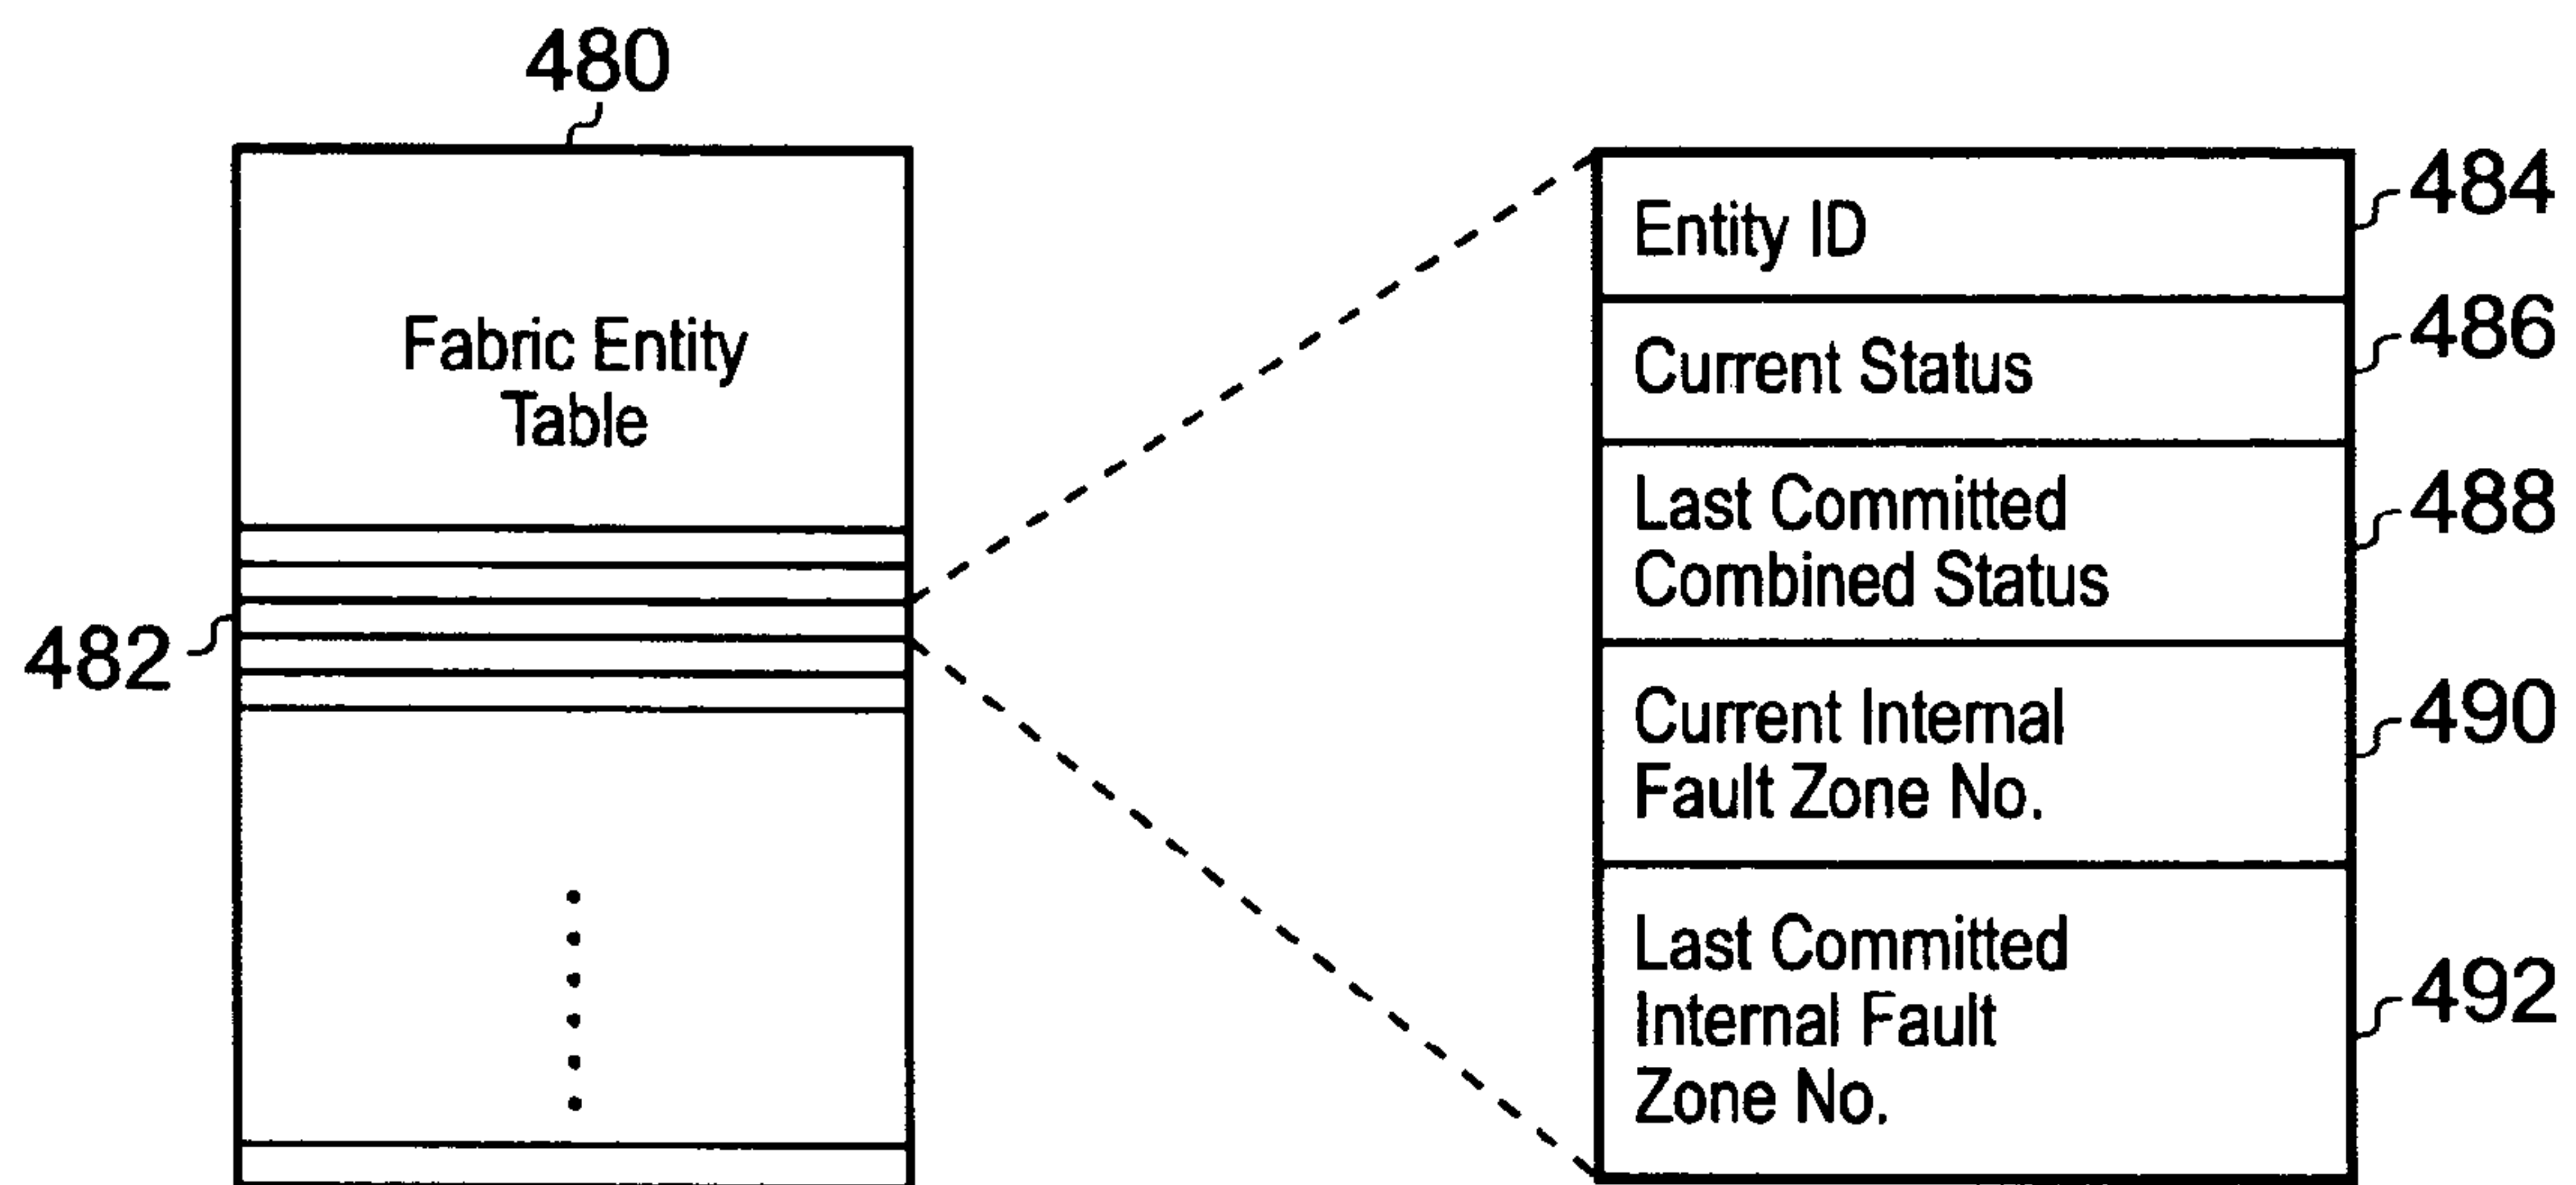 480
Fabric Entity
Table
482
Entity ID
484
Current Status
486
Last Committed
Combined Status
488
Current Internal
Fault Zone No.
490
Last Committed
Internal Fault
Zone No.
492